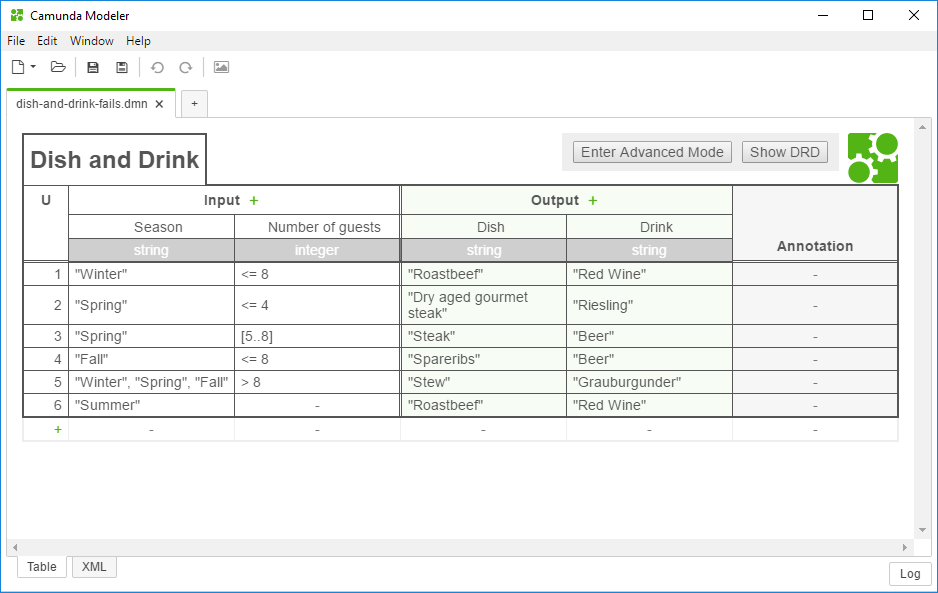 Camunda Modeler
File Edit Window Help
dish-and-drink-fails.dmn × +
Dish and Drink
Enter Advanced Mode Show DRD
U Input + Output + Annotation
Season Number of guests Dish Drink
string integer string string
1 "Winter" <= 8 "Roastbeef" "Red Wine" -
2 "Spring" <= 4 "Dry aged gourmet steak" "Riesling" -
3 "Spring" [5..8] "Steak" "Beer" -
4 "Fall" <= 8 "Spareribs" "Beer" -
5 "Winter", "Spring", "Fall" > 8 "Stew" "Grauburgunder" -
6 "Summer" - "Roastbeef" "Red Wine" -
+ - - - - -
Table XML
Log